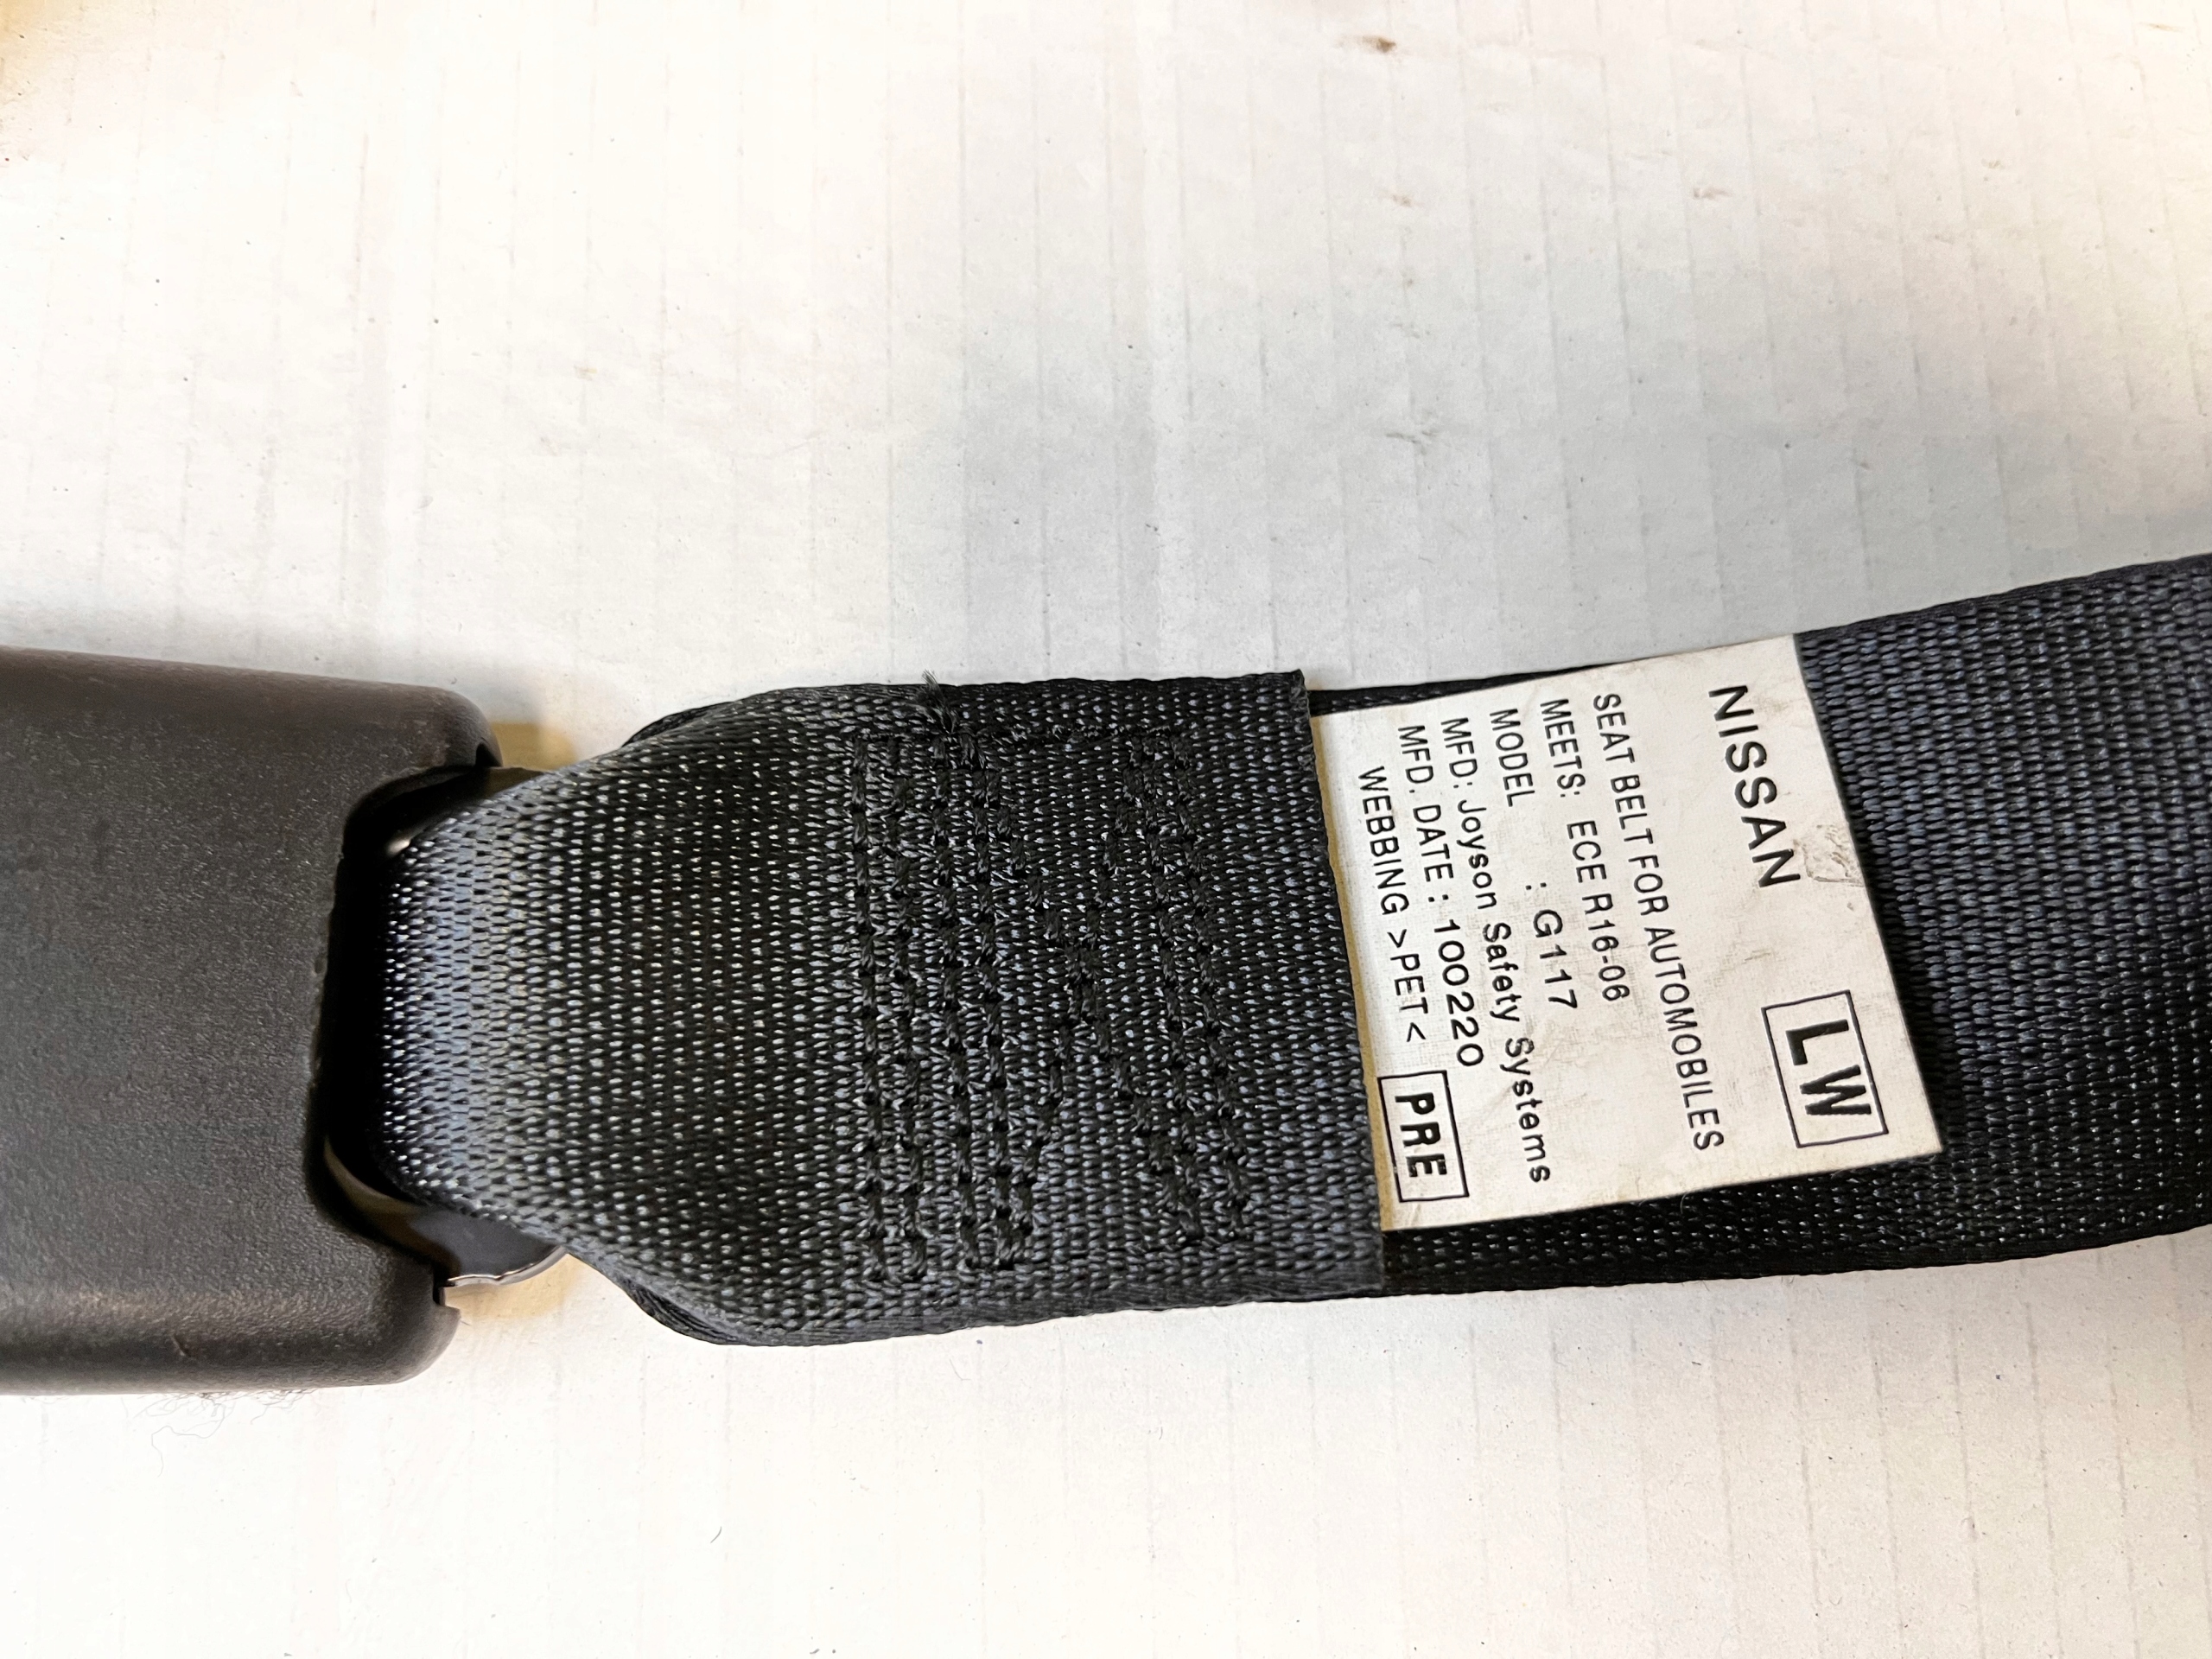 NISSAN LW
SEAT BELT FOR AUTOMOBILES
MEETS: ECE R16-06
MODEL : G117
MFD: Joyson Safety Systems
MFD. DATE : 100220
WEBBING >PET< PRE